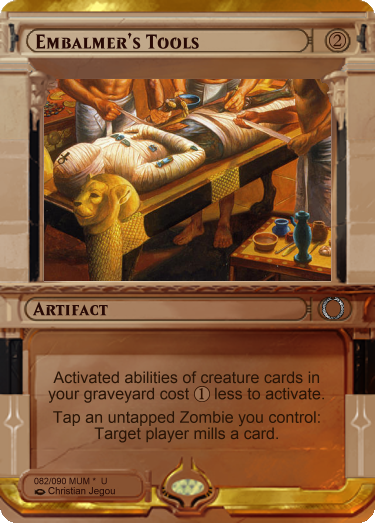 Embalmer's Tools 2
Artifact
Activated abilities of creature cards in
your graveyard cost 1 less to activate.
Tap an untapped Zombie you control:
Target player mills a card.
082/090 MUM * U
Christian Jegou